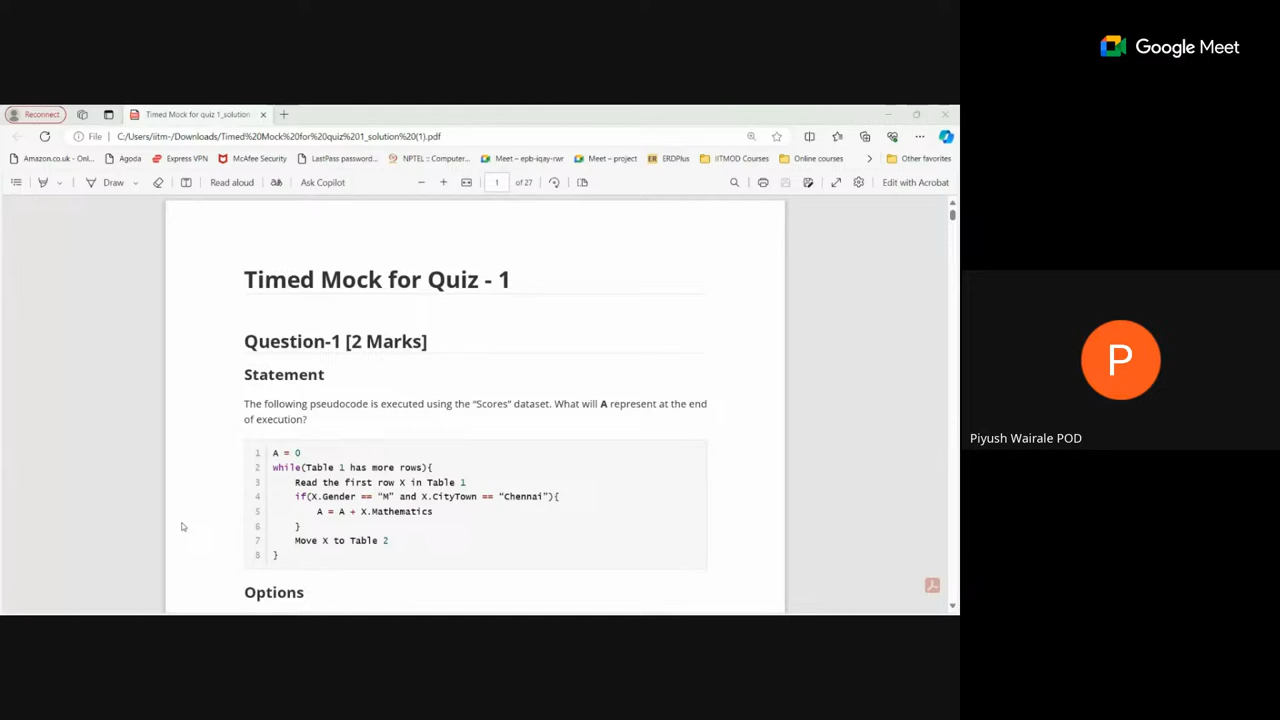 Google Meet
Reconnect
Timed Mock for quiz 1_solution
File C:/Users/iitm-/Downloads/Timed%20Mock%20for%20quiz%201_solution%20(1).pdf
Amazon.co.uk - Onl... Agoda Express VPN McAfee Security LastPass password... NPTEL :: Computer... Meet – epb-iqay-rwr Meet – project ER ERDPlus IITMOD Courses Online courses Other favorites
Draw Read aloud Ask Copilot 1 of 27 Edit with Acrobat
Timed Mock for Quiz - 1
Question-1 [2 Marks]
Statement
The following pseudocode is executed using the “Scores” dataset. What will A represent at the end
of execution?
1 A = 0
2 while(Table 1 has more rows){
3 Read the first row X in Table 1
4 if(X.Gender == “M” and X.CityTown == “Chennai”){
5 A = A + X.Mathematics
6 }
7 Move X to Table 2
8 }
Options
P
Piyush Wairale POD